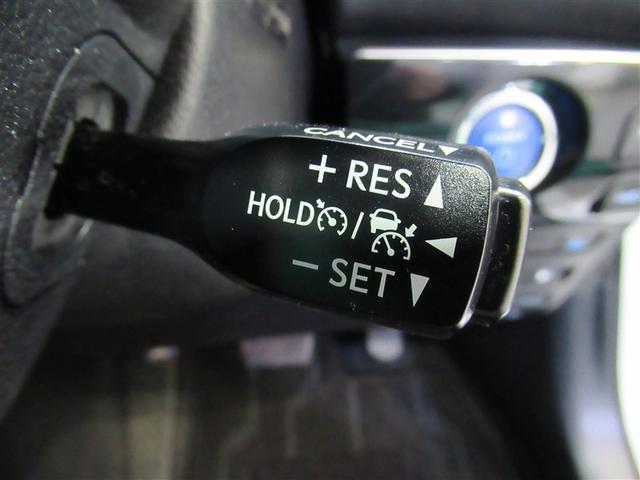 CANCEL▼
+ RES ▲
HOLD / ◀
− SET ▼